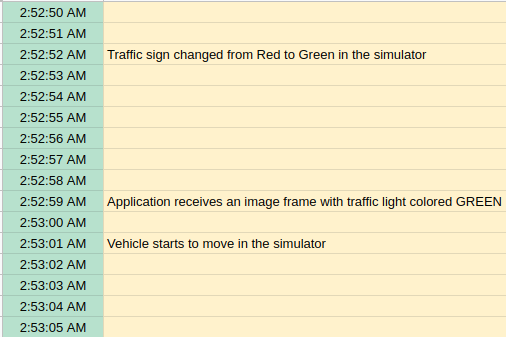 2:52:50 AM
2:52:51 AM
2:52:52 AM Traffic sign changed from Red to Green in the simulator
2:52:53 AM
2:52:54 AM
2:52:55 AM
2:52:56 AM
2:52:57 AM
2:52:58 AM
2:52:59 AM Application receives an image frame with traffic light colored GREEN
2:53:00 AM
2:53:01 AM Vehicle starts to move in the simulator
2:53:02 AM
2:53:03 AM
2:53:04 AM
2:53:05 AM